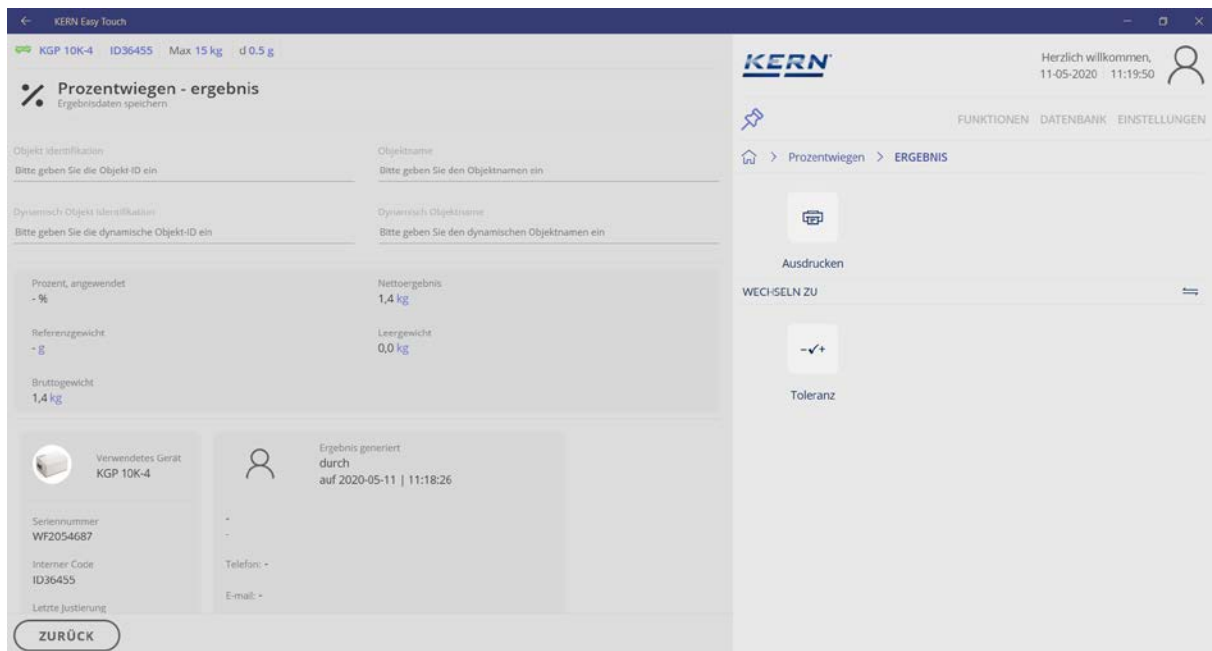 KERN Easy Touch
KGP 10K-4 ID36455 Max 15 kg d 0.5 g
Prozentwiegen - ergebnis
Ergebnisdaten speichern
Objekt Identifikation
Bitte geben Sie die Objekt-ID ein
Objektname
Bitte geben Sie den Objektnamen ein
Dynamisch Objekt Identifikation
Bitte geben Sie die dynamische Objekt-ID ein
Dynamisch Objektname
Bitte geben Sie den dynamischen Objektnamen ein
Prozent, angewendet
- %
Nettoergebnis
1,4 kg
Referenzgewicht
- g
Leergewicht
0,0 kg
Bruttogewicht
1,4 kg
Verwendetes Gerät
KGP 10K-4
Seriennummer
WF2054687
Interner Code
ID36455
Letzte Justierung
Ergebnis generiert
durch
auf 2020-05-11 | 11:18:26
-
-
Telefon: -
E-mail: -
ZURÜCK
KERN
Herzlich willkommen,
11-05-2020 11:19:50
FUNKTIONEN DATENBANK EINSTELLUNGEN
> Prozentwiegen > ERGEBNIS
Ausdrucken
WECHSELN ZU
Toleranz